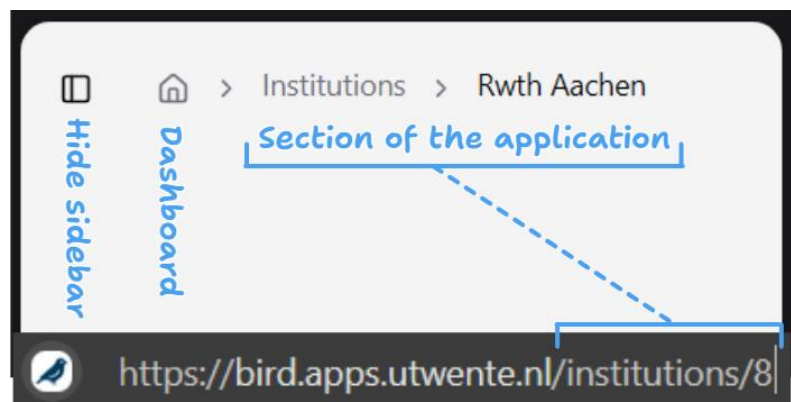 Institutions > Rwth Aachen
Hide sidebar
Dashboard
Section of the application
https://bird.apps.utwente.nl/institutions/8